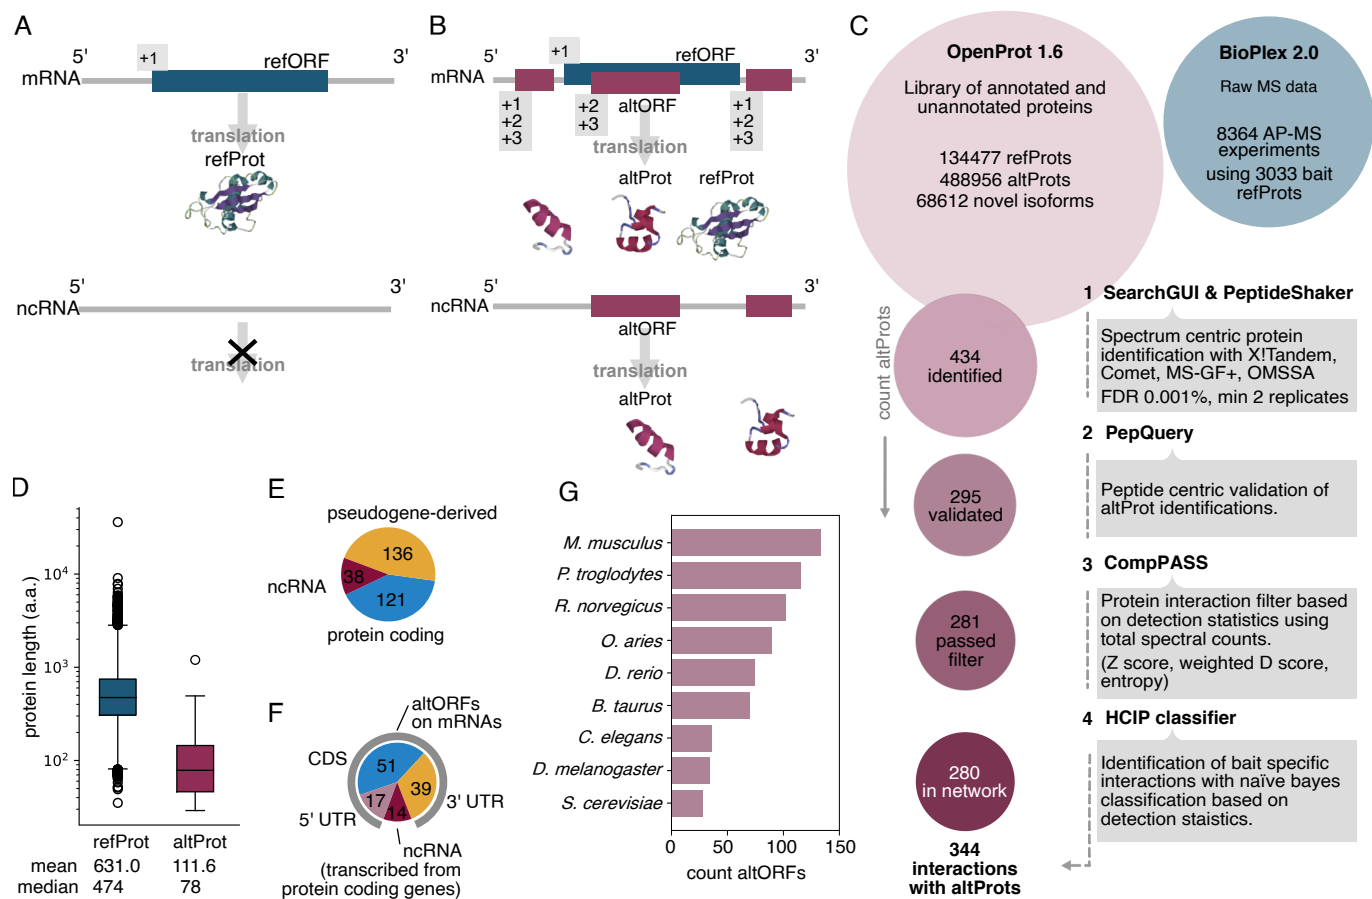 A
5'
3'
+1
refORF
mRNA
translation
refProt
5'
3'
ncRNA
translation
B
5'
3'
+1
refORF
mRNA
altORF
+1
+2
+3
+2
+3
+1
+2
+3
translation
altProt
refProt
5'
3'
ncRNA
altORF
translation
altProt
C
OpenProt 1.6
Library of annotated and
unannotated proteins
134477 refProts
488956 altProts
68612 novel isoforms
BioPlex 2.0
Raw MS data
8364 AP-MS
experiments
using 3033 bait
refProts
count altProts
434
identified
295
validated
281
passed
filter
280
in network
344
interactions
with altProts
1 SearchGUI & PeptideShaker
Spectrum centric protein
identification with X!Tandem,
Comet, MS-GF+, OMSSA
FDR 0.001%, min 2 replicates
2 PepQuery
Peptide centric validation of
altProt identifications.
3 CompPASS
Protein interaction filter based
on detection statistics using
total spectral counts.
(Z score, weighted D score,
entropy)
4 HCIP classifier
Identification of bait specific
interactions with naïve bayes
classification based on
detection staistics.
D
protein length (a.a.)
10^4
10^3
10^2
refProt altProt
mean 631.0 111.6
median 474 78
E
pseudogene-derived
136
38
ncRNA
121
protein coding
F
altORFs
on mRNAs
CDS
51
39
17
14
3' UTR
5' UTR
ncRNA
(transcribed from
protein coding genes)
G
M. musculus
P. troglodytes
R. norvegicus
O. aries
D. rerio
B. taurus
C. elegans
D. melanogaster
S. cerevisiae
0 50 100 150
count altORFs